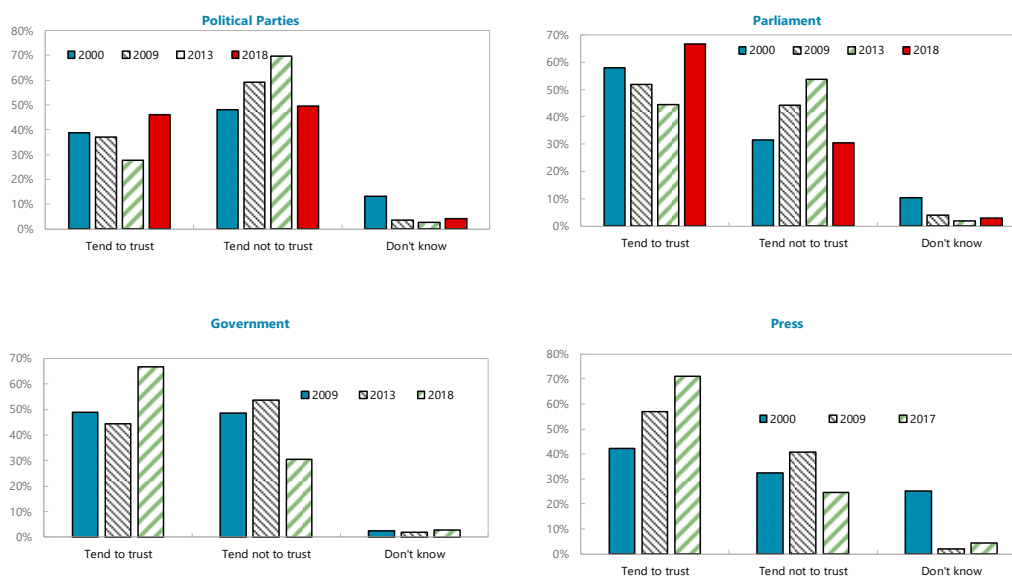 Political Parties
80%
70%
60%
50%
40%
30%
20%
10%
0%
2000 2009 2013 2018
Tend to trust Tend not to trust Don't know
Parliament
70%
60%
50%
40%
30%
20%
10%
0%
2000 2009 2013 2018
Tend to trust Tend not to trust Don't know
Government
70%
60%
50%
40%
30%
20%
10%
0%
2009 2013 2018
Tend to trust Tend not to trust Don't know
Press
80%
70%
60%
50%
40%
30%
20%
10%
0%
2000 2009 2017
Tend to trust Tend not to trust Don't know